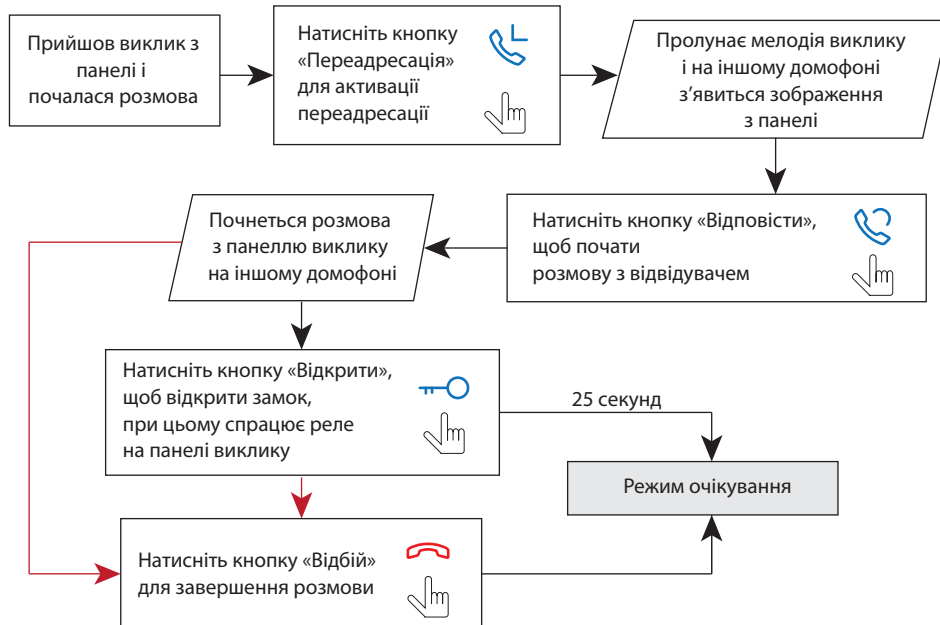 Прийшов виклик з
панелі і
почалася розмова
Натисніть кнопку
«Переадресація»
для активації
переадресації
Пролунає мелодія виклику
і на іншому домофоні
з’явиться зображення
з панелі
Натисніть кнопку «Відповісти»,
щоб почати
розмову з відвідувачем
Почнеться розмова
з панеллю виклику
на іншому домофоні
Натисніть кнопку «Відкрити»,
щоб відкрити замок,
при цьому спрацює реле
на панелі виклику
25 секунд
Режим очікування
Натисніть кнопку «Відбій»
для завершення розмови